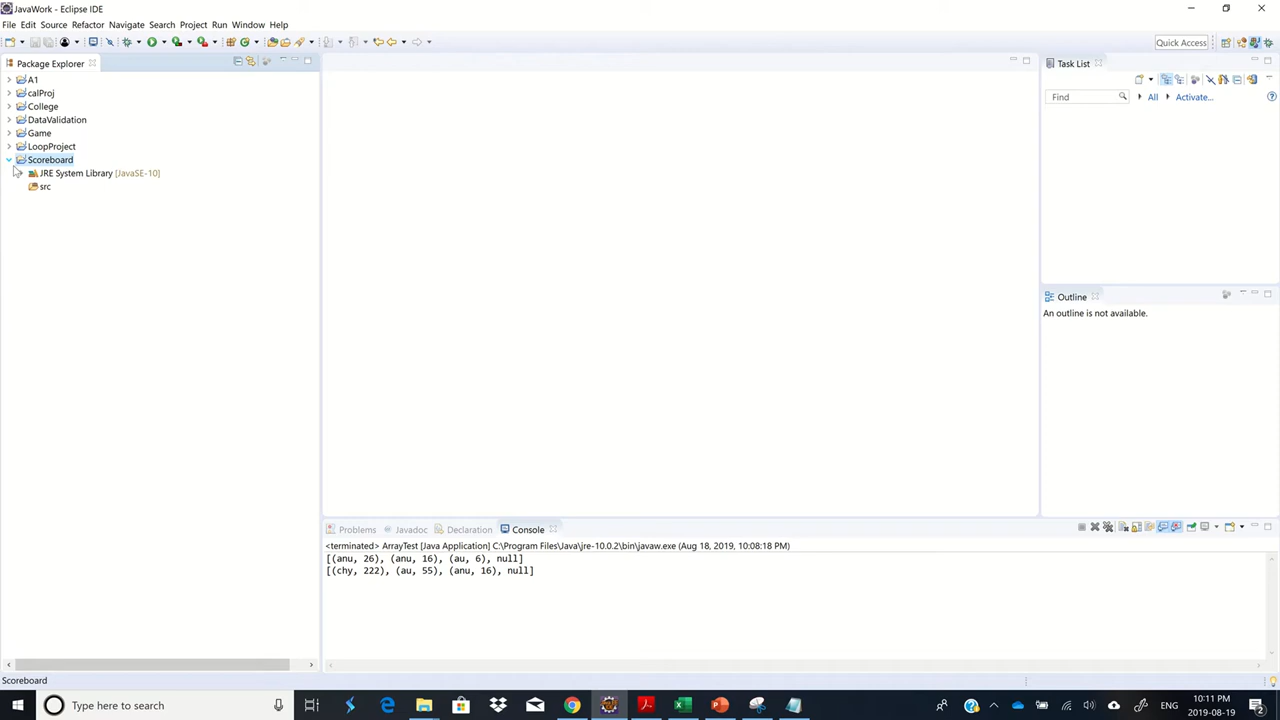 JavaWork - Eclipse IDE
File Edit Source Refactor Navigate Search Project Run Window Help
Quick Access
Package Explorer
A1
calProj
College
DataValidation
Game
LoopProject
Scoreboard
JRE System Library [JavaSE-10]
src
Task List
Find
All
Activate...
Outline
An outline is not available.
Problems Javadoc Declaration Console
<terminated> ArrayTest [Java Application] C:\Program Files\Java\jre-10.0.2\bin\javaw.exe (Aug 18, 2019, 10:08:18 PM)
[(anu, 26), (anu, 16), (au, 6), null]
[(chy, 222), (au, 55), (anu, 16), null]
Scoreboard
Type here to search
ENG
10:11 PM
2019-08-19
2